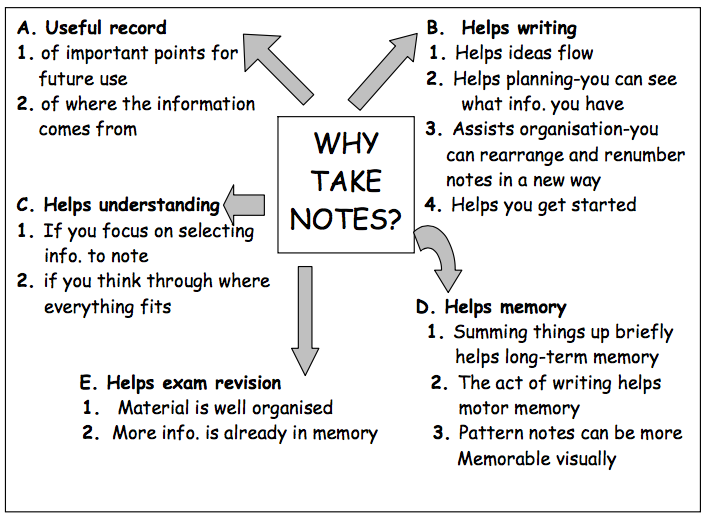 A. Useful record
1. of important points for
future use
2. of where the information
comes from
B. Helps writing
1. Helps ideas flow
2. Helps planning-you can see
what info. you have
3. Assists organisation-you
can rearrange and renumber
notes in a new way
4. Helps you get started
WHY
TAKE
NOTES?
C. Helps understanding
1. If you focus on selecting
info. to note
2. if you think through where
everything fits
D. Helps memory
1. Summing things up briefly
helps long-term memory
2. The act of writing helps
motor memory
3. Pattern notes can be more
Memorable visually
E. Helps exam revision
1. Material is well organised
2. More info. is already in memory